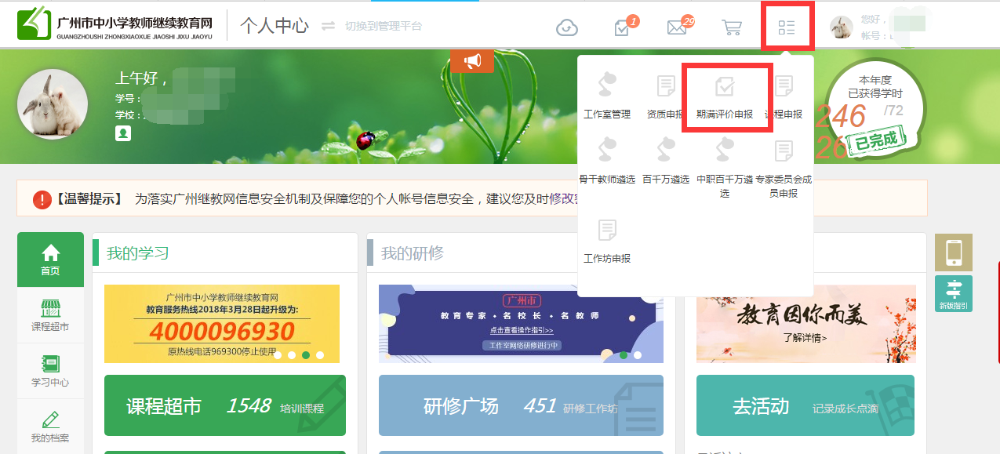 广州市中小学教师继续教育网
GUANGZHOUSHI ZHONGXIAOXUE JIAOSHI JIXU JIAOYU
个人中心
切换到管理平台
1
29
您好,
帐号:
上午好,
学号:
学校:
工作室管理
资质申报
期满评价申报
程申报
骨干教师遴选
百千万遴选
中职百千万遴选
专家委员会成员申报
工作坊申报
本年度
已获得学时
246
/72
26
已完成
【温馨提示】 为落实广州继教网信息安全机制及保障您的个人帐号信息安全,建议您及时修改
首页
课程超市
学习中心
我的档案
我的学习
广州市中小学教师继续教育网
教育服务热线2018年3月28日起升级为:
4000096930
原热线电话969300停止服务
课程超市 1548 培训课程
我的研修
广州市
教育专家·名校长·名教师
点击查看操作指引>>
工作室网络研修进行中
研修广场 451 研修工作坊
教育因你而美
了解详情>
去活动 记录成长点滴
新版指引